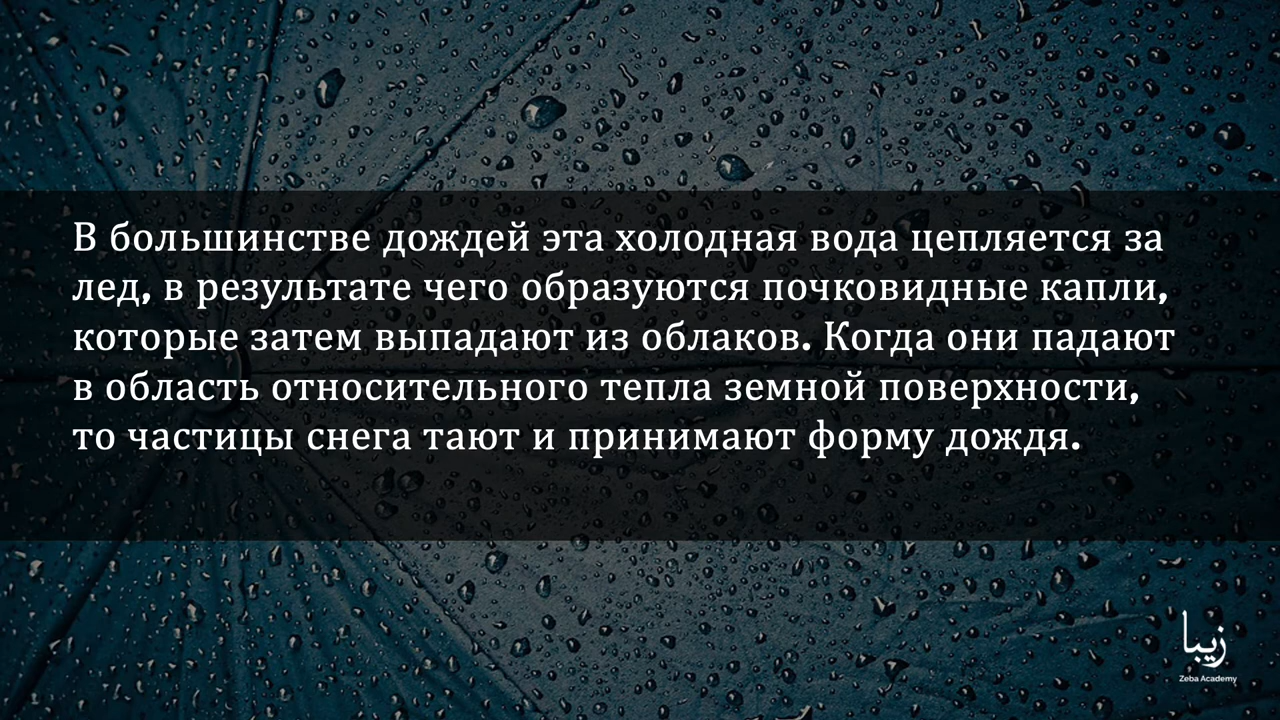 В большинстве дождей эта холодная вода цепляется за
лед, в результате чего образуются почковидные капли,
которые затем выпадают из облаков. Когда они падают
в область относительного тепла земной поверхности,
то частицы снега тают и принимают форму дождя.
زیبا
Zeba Academy